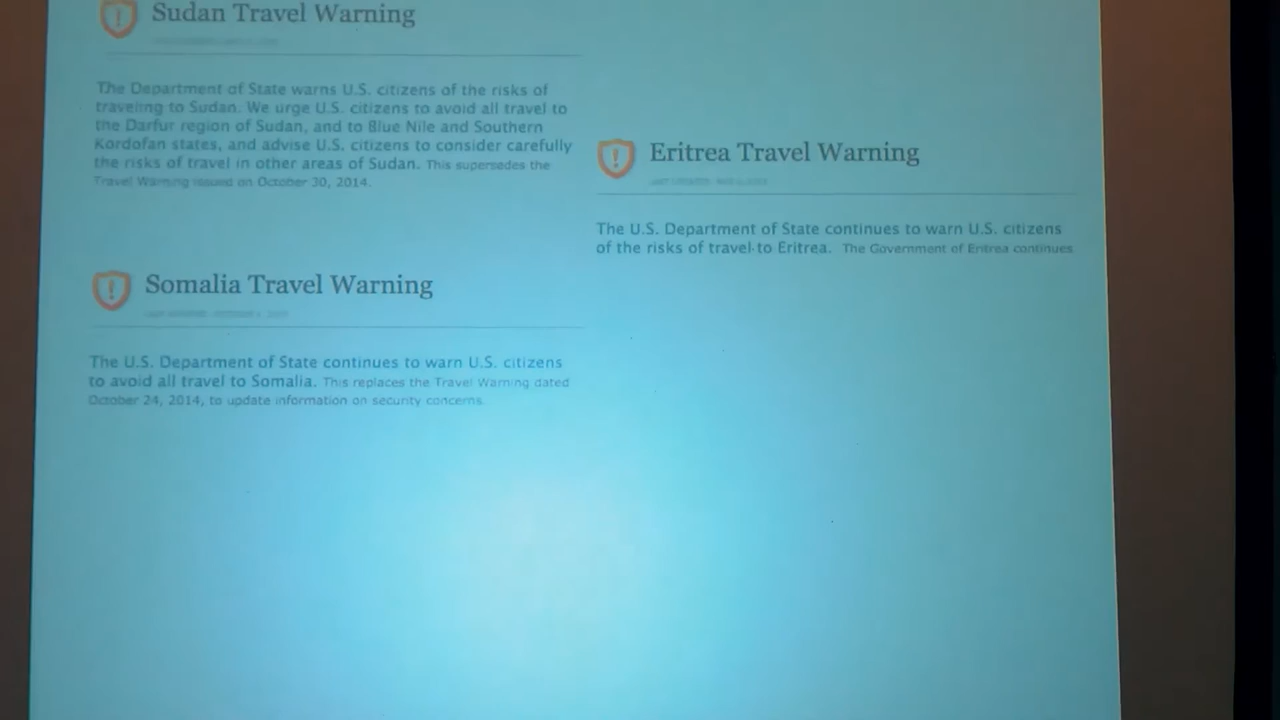 Sudan Travel Warning
The Department of State warns U.S. citizens of the risks of
traveling to Sudan. We urge U.S. citizens to avoid all travel to
the Darfur region of Sudan, and to Blue Nile and Southern
Kordofan states, and advise U.S. citizens to consider carefully
the risks of travel in other areas of Sudan. This supersedes the
Travel Warning issued on October 30, 2014.
Somalia Travel Warning
The U.S. Department of State continues to warn U.S. citizens
to avoid all travel to Somalia. This replaces the Travel Warning dated
October 24, 2014, to update information on security concerns.
Eritrea Travel Warning
The U.S. Department of State continues to warn U.S. citizens
of the risks of travel to Eritrea. The Government of Eritrea continues